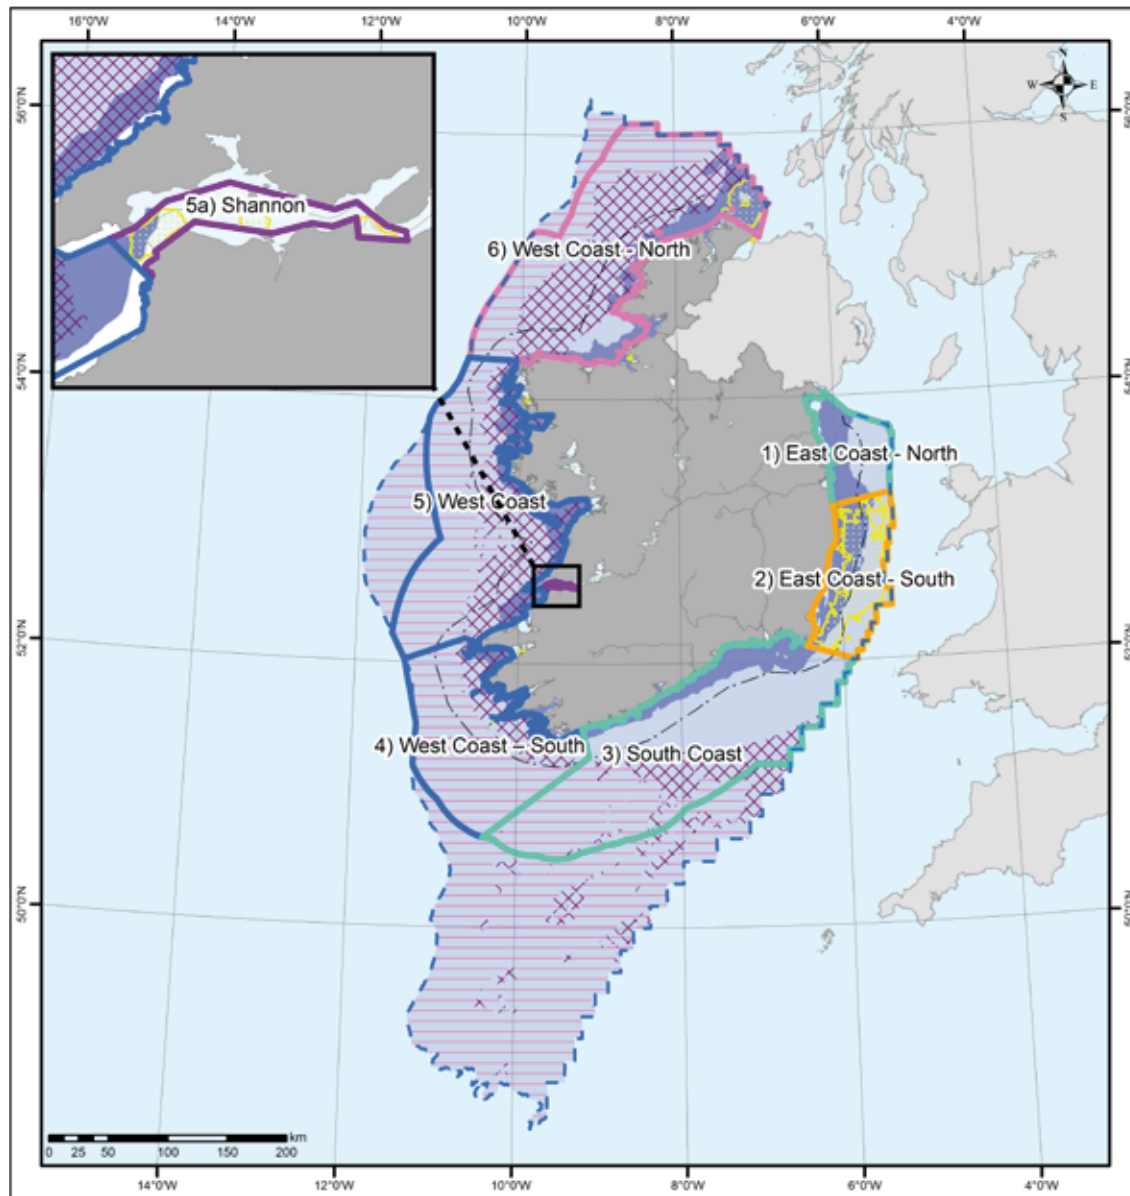 16°0'W 14°0'W 12°0'W 10°0'W 8°0'W 6°0'W 4°0'W
N
W E
S
56°0'N
5a) Shannon
6) West Coast - North
54°0'N
1) East Coast - North
5) West Coast
2) East Coast - South
52°0'N
4) West Coast – South
3) South Coast
50°0'N
km
0 25 50 100 150 200
14°0'W 12°0'W 10°0'W 8°0'W 6°0'W 4°0'W